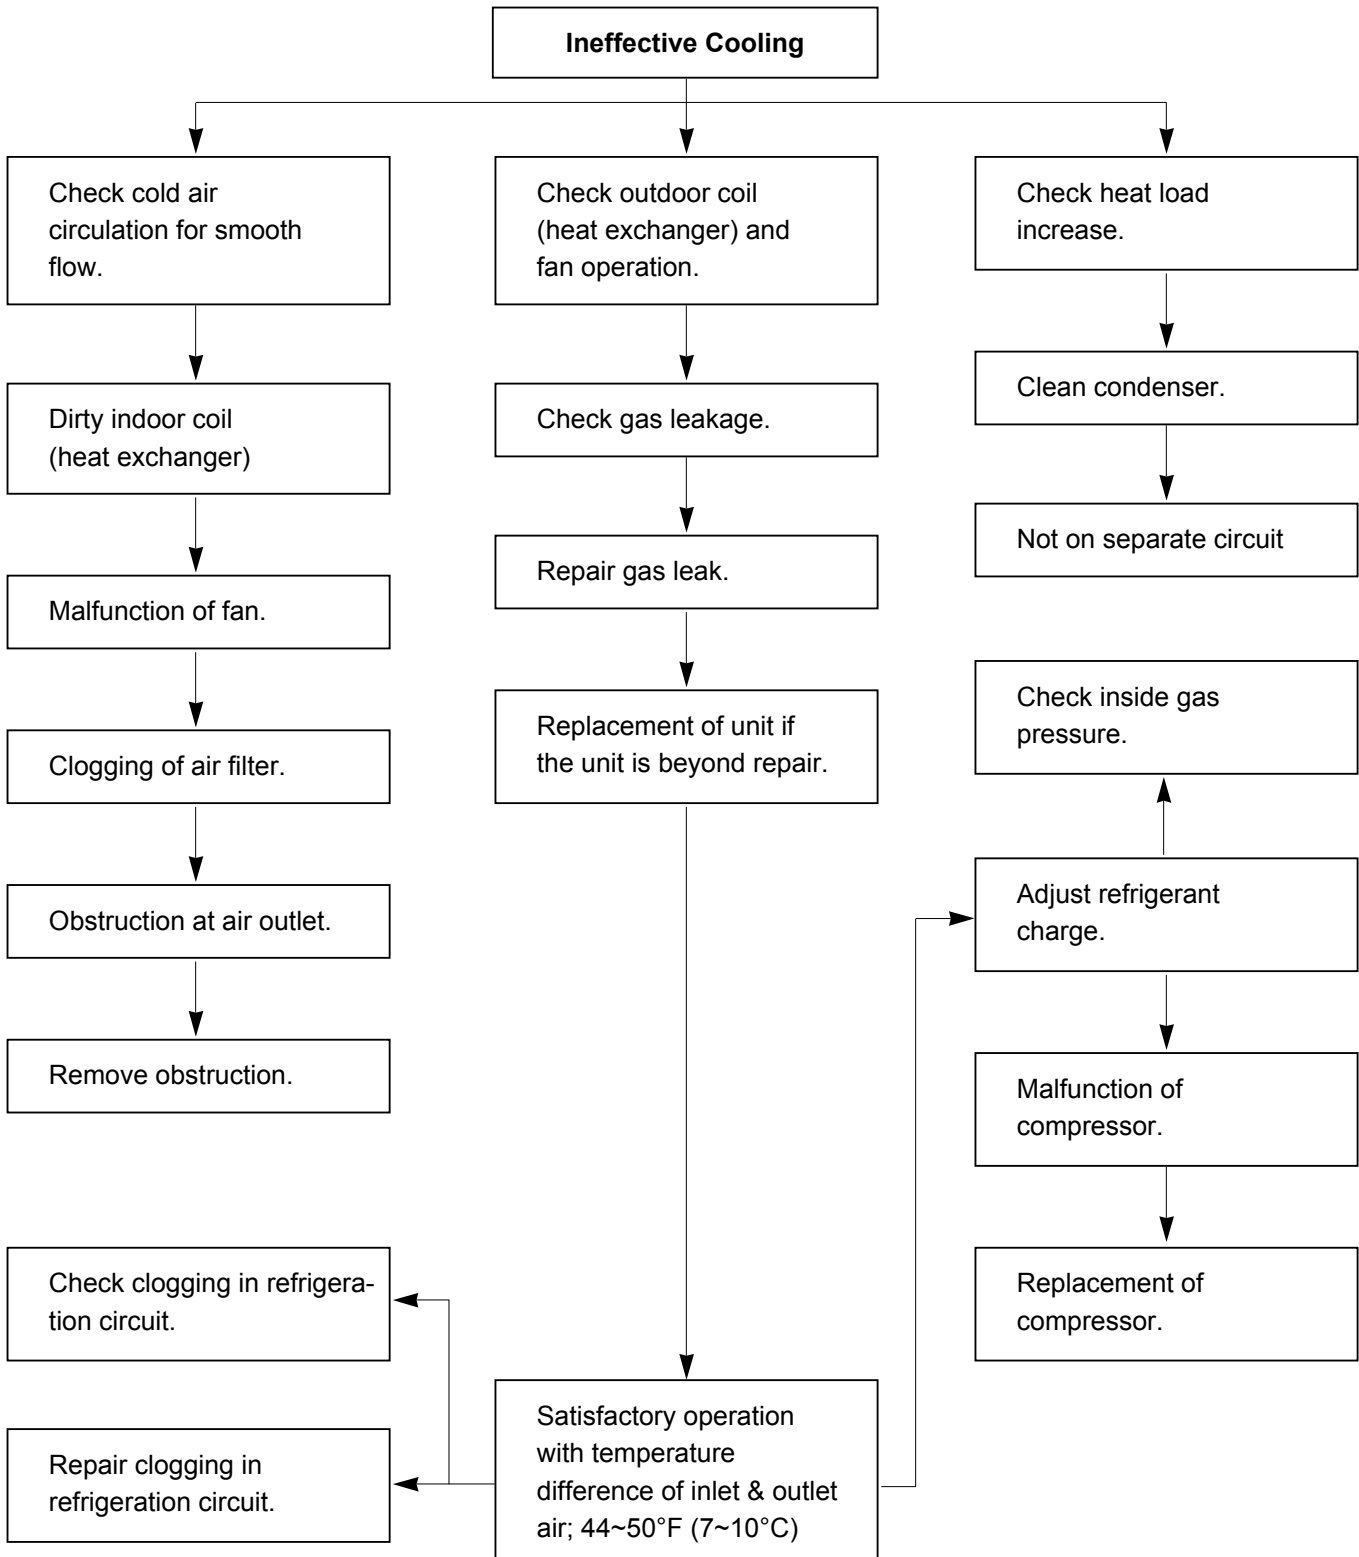 Ineffective Cooling
Check cold air
circulation for smooth
flow.
Dirty indoor coil
(heat exchanger)
Malfunction of fan.
Clogging of air filter.
Obstruction at air outlet.
Remove obstruction.
Check clogging in refrigera-
tion circuit.
Repair clogging in
refrigeration circuit.
Check outdoor coil
(heat exchanger) and
fan operation.
Check gas leakage.
Repair gas leak.
Replacement of unit if
the unit is beyond repair.
Satisfactory operation
with temperature
difference of inlet & outlet
air; 44~50°F (7~10°C)
Check heat load
increase.
Clean condenser.
Not on separate circuit
Check inside gas
pressure.
Adjust refrigerant
charge.
Malfunction of
compressor.
Replacement of
compressor.